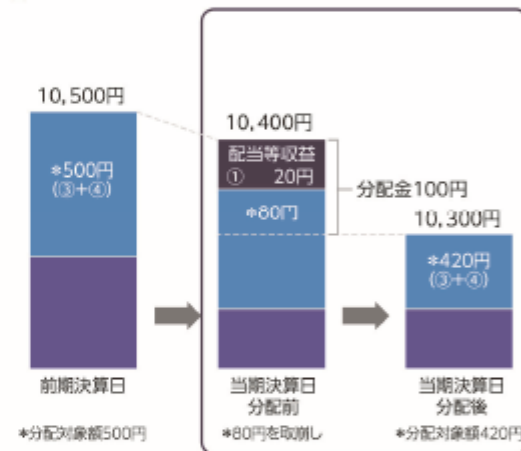 10,500円
*500円
(③+④)
前期決算日
*分配対象額500円
10,400円
配当等収益
① 20円
*80円
分配金100円
当期決算日
分配前
*80円を取崩し
10,300円
*420円
(③+④)
当期決算日
分配後
*分配対象額420円